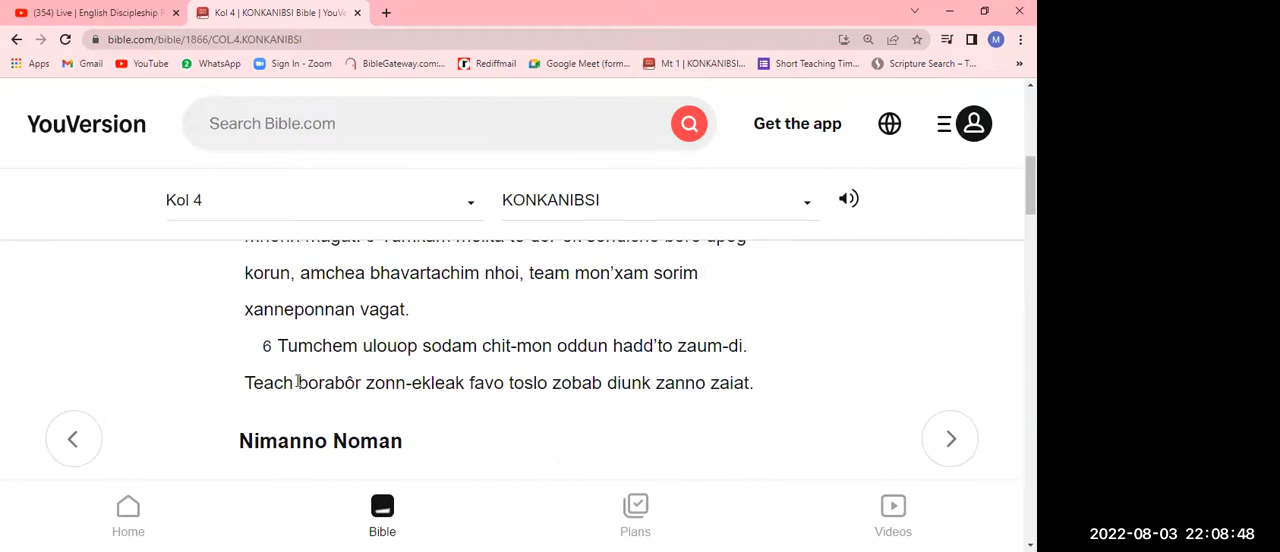 (354) Live | English Discipleship
Kol 4 | KONKANIBSI Bible | YouVe
bible.com/bible/1866/COL.4.KONKANIBSI
M
Apps Gmail YouTube 2 WhatsApp Sign In - Zoom BibleGateway.com:... Rediffmail Google Meet (form... Mt 1 | KONKANIBSI... Short Teaching Tim... Scripture Search – T... »
YouVersion Search Bible.com Get the app
Kol 4 KONKANIBSI
korun, amchea bhavartachim nhoi, team mon’xam sorim
xanneponnan vagat.
6 Tumchem ulouop sodam chit-mon oddun hadd’to zaum-di.
Teach borabôr zonn-ekleak favo toslo zobab diunk zanno zaiat.
Nimanno Noman
Home Bible Plans Videos
2022-08-03 22:08:48